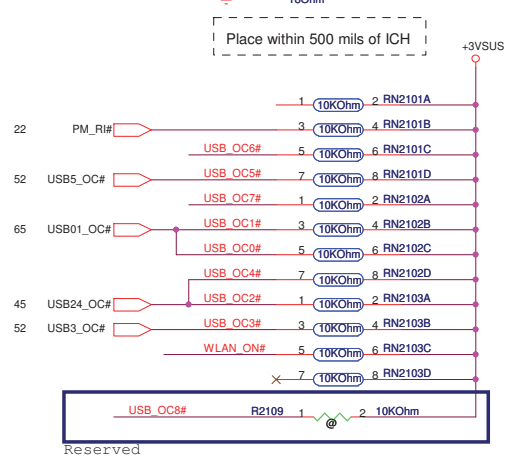 10Ohm
Place within 500 mils of ICH
+3VSUS
1 10KOhm 2 RN2101A
22 PM_RI# 3 10KOhm 4 RN2101B
USB_OC6# 5 10KOhm 6 RN2101C
52 USB5_OC# USB_OC5# 7 10KOhm 8 RN2101D
USB_OC7# 1 10KOhm 2 RN2102A
65 USB01_OC# USB_OC1# 3 10KOhm 4 RN2102B
USB_OC0# 5 10KOhm 6 RN2102C
USB_OC4# 7 10KOhm 8 RN2102D
45 USB24_OC# USB_OC2# 1 10KOhm 2 RN2103A
52 USB3_OC# USB_OC3# 3 10KOhm 4 RN2103B
WLAN_ON# 5 10KOhm 6 RN2103C
7 10KOhm 8 RN2103D
USB_OC8# R2109 1 2 10KOhm
@
Reserved